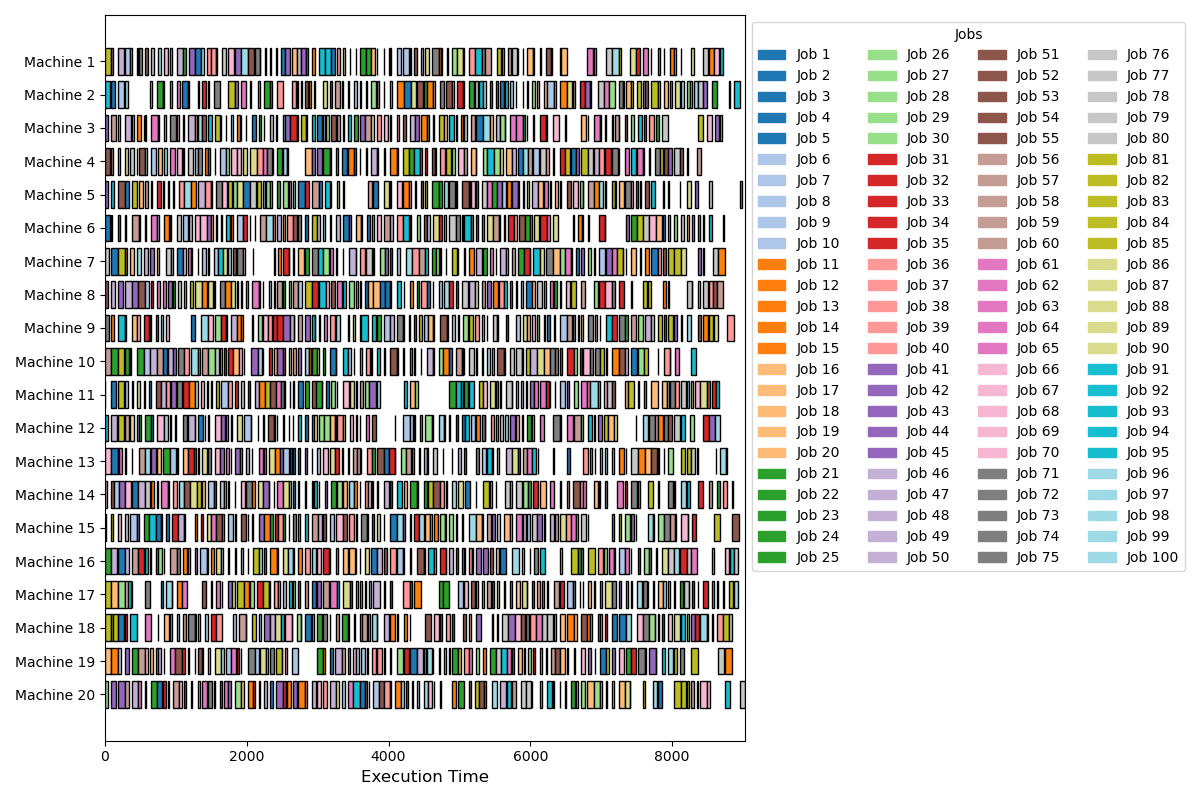 Jobs
Job 1 Job 26 Job 51 Job 76
Job 2 Job 27 Job 52 Job 77
Job 3 Job 28 Job 53 Job 78
Job 4 Job 29 Job 54 Job 79
Job 5 Job 30 Job 55 Job 80
Job 6 Job 31 Job 56 Job 81
Job 7 Job 32 Job 57 Job 82
Job 8 Job 33 Job 58 Job 83
Job 9 Job 34 Job 59 Job 84
Job 10 Job 35 Job 60 Job 85
Job 11 Job 36 Job 61 Job 86
Job 12 Job 37 Job 62 Job 87
Job 13 Job 38 Job 63 Job 88
Job 14 Job 39 Job 64 Job 89
Job 15 Job 40 Job 65 Job 90
Job 16 Job 41 Job 66 Job 91
Job 17 Job 42 Job 67 Job 92
Job 18 Job 43 Job 68 Job 93
Job 19 Job 44 Job 69 Job 94
Job 20 Job 45 Job 70 Job 95
Job 21 Job 46 Job 71 Job 96
Job 22 Job 47 Job 72 Job 97
Job 23 Job 48 Job 73 Job 98
Job 24 Job 49 Job 74 Job 99
Job 25 Job 50 Job 75 Job 100
Machine 1
Machine 2
Machine 3
Machine 4
Machine 5
Machine 6
Machine 7
Machine 8
Machine 9
Machine 10
Machine 11
Machine 12
Machine 13
Machine 14
Machine 15
Machine 16
Machine 17
Machine 18
Machine 19
Machine 20
0 2000 4000 6000 8000
Execution Time